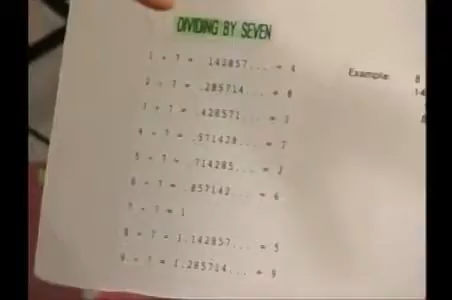 DIVIDING BY SEVEN
1 ÷ 7 = .142857... = 4
Example: 8
2 ÷ 7 = .285714... = 8
3 ÷ 7 = .428571... = 3
4 ÷ 7 = .571428... = 7
5 ÷ 7 = .714285... = 2
6 ÷ 7 = .857142... = 6
7 ÷ 7 = 1
8 ÷ 7 = 1.142857... = 5
9 ÷ 7 = 1.285714... = 9